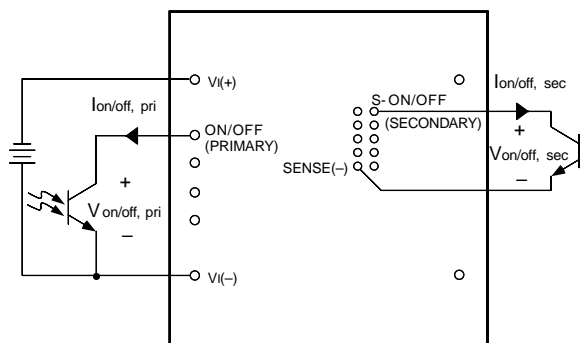 VI(+)
Ion/off, pri
ON/OFF
(PRIMARY)
+
Von/off, pri
–
VI(–)
S-ON/OFF
(SECONDARY)
SENSE(–)
Ion/off, sec
+
Von/off, sec
–